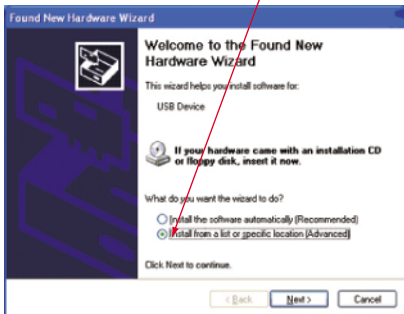 Found New Hardware Wizard
Welcome to the Found New
Hardware Wizard
This wizard helps you install software for:
USB Device
If your hardware came with an installation CD
or floppy disk, insert it now.
What do you want the wizard to do?
Install the software automatically (Recommended)
Install from a list or specific location (Advanced)
Click Next to continue.
< Back
Next >
Cancel